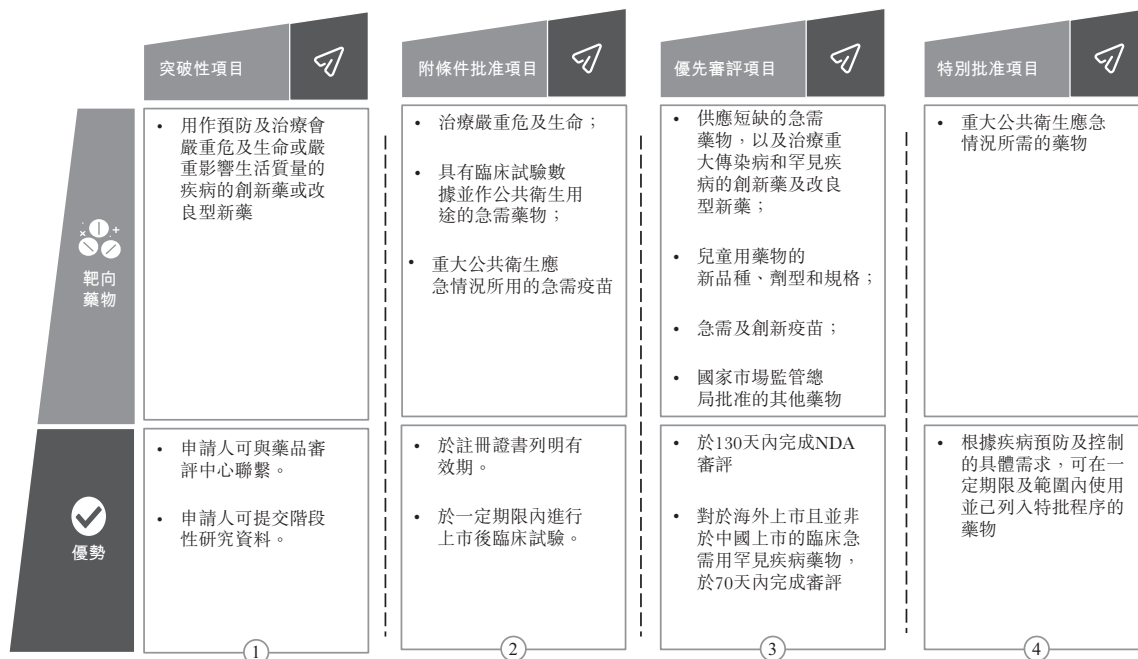 突破性項目
附條件批准項目
優先審評項目
特別批准項目
靶向
藥物
• 用作預防及治療會
嚴重危及生命或嚴
重影響生活質量的
疾病的創新藥或改
良型新藥
• 治療嚴重危及生命；
• 具有臨床試驗數
據並作公共衛生用
途的急需藥物；
• 重大公共衛生應
急情況所用的急需疫苗
• 供應短缺的急需
藥物，以及治療重
大傳染病和罕見疾
病的創新藥及改良
型新藥；
• 兒童用藥物的
新品種、劑型和規格；
• 急需及創新疫苗；
• 國家市場監管總
局批准的其他藥物
• 重大公共衛生應急
情況所需的藥物
優勢
• 申請人可與藥品審
評中心聯繫。
• 申請人可提交階段
性研究資料。
• 於註冊證書列明有
效期。
• 於一定期限內進行
上市後臨床試驗。
• 於130天內完成NDA
審評
• 對於海外上市且並非
於中國上市的臨床急
需用罕見疾病藥物，
於70天內完成審評
• 根據疾病預防及控制
的具體需求，可在一
定期限及範圍內使用
並己列入特批程序的
藥物
1
2
3
4